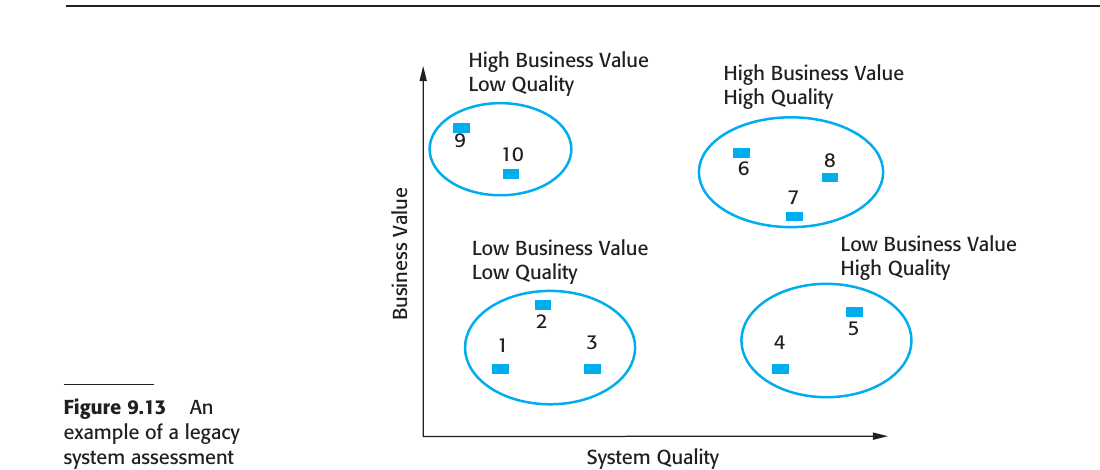 High Business Value
Low Quality
High Business Value
High Quality
9
10
6
8
7
Business Value
Low Business Value
Low Quality
Low Business Value
High Quality
2
1
3
5
4
System Quality
Figure 9.13 An
example of a legacy
system assessment